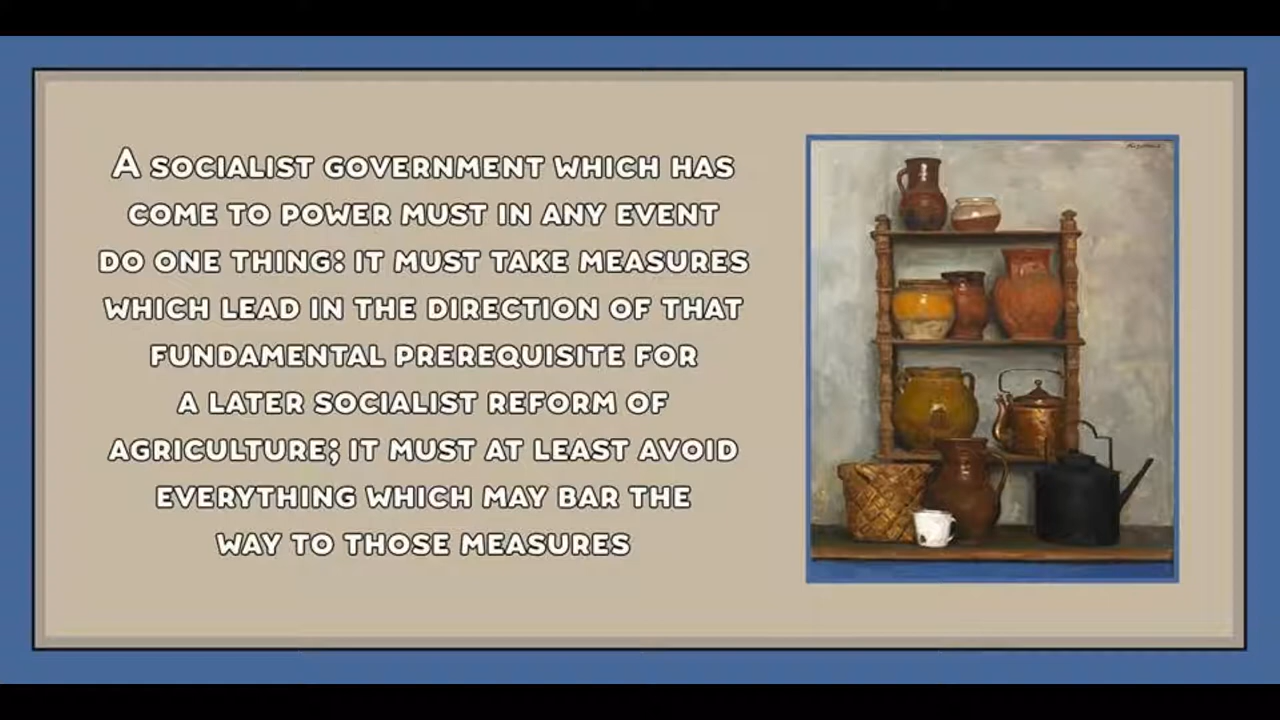 A SOCIALIST GOVERNMENT WHICH HAS
COME TO POWER MUST IN ANY EVENT
DO ONE THING: IT MUST TAKE MEASURES
WHICH LEAD IN THE DIRECTION OF THAT
FUNDAMENTAL PREREQUISITE FOR
A LATER SOCIALIST REFORM OF
AGRICULTURE; IT MUST AT LEAST AVOID
EVERYTHING WHICH MAY BAR THE
WAY TO THOSE MEASURES